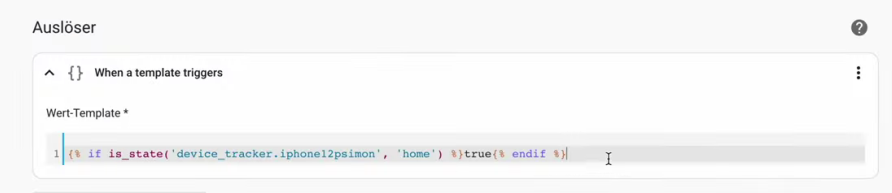 Auslöser
When a template triggers
Wert-Template *
1 {% if is_state('device_tracker.iphone12psimon', 'home') %}true{% endif %}